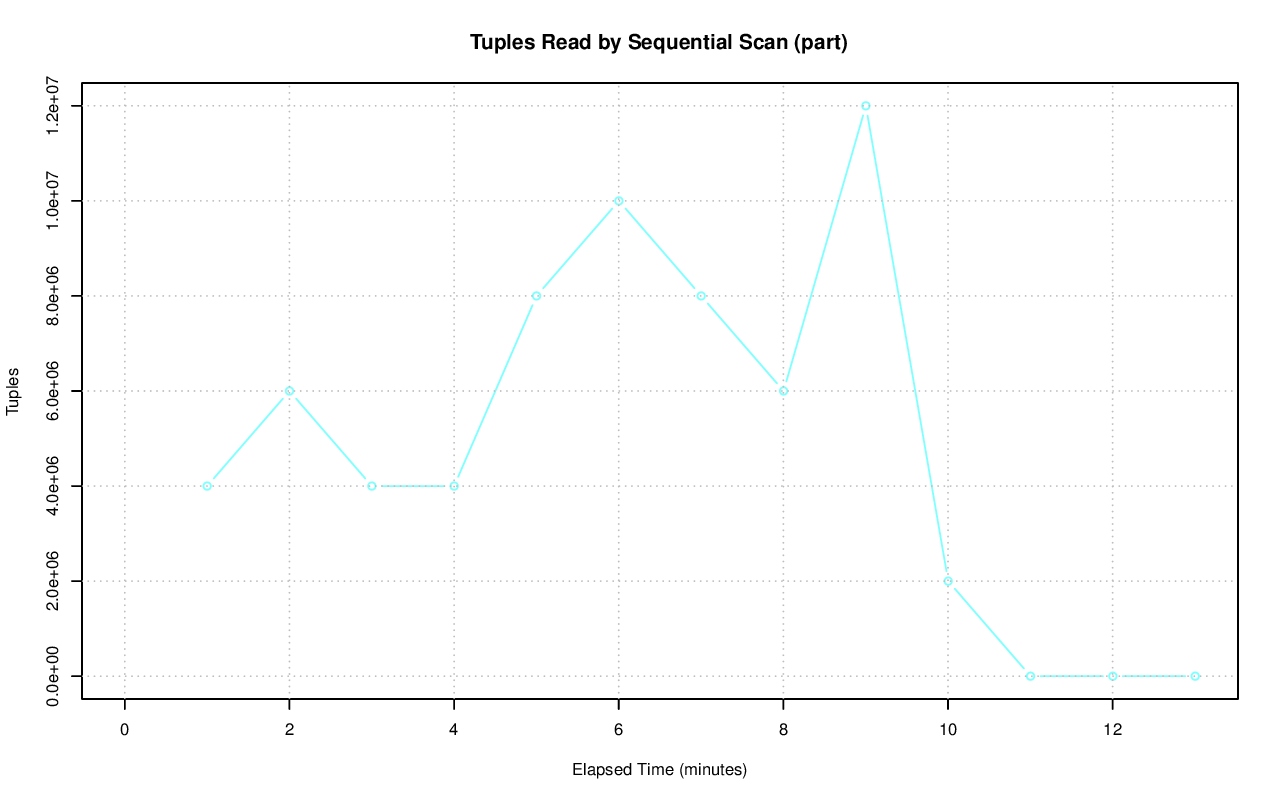 Tuples Read by Sequential Scan (part)
1.2e+07
1.0e+07
8.0e+06
6.0e+06
4.0e+06
2.0e+06
0.0e+00
Tuples
0 2 4 6 8 10 12
Elapsed Time (minutes)